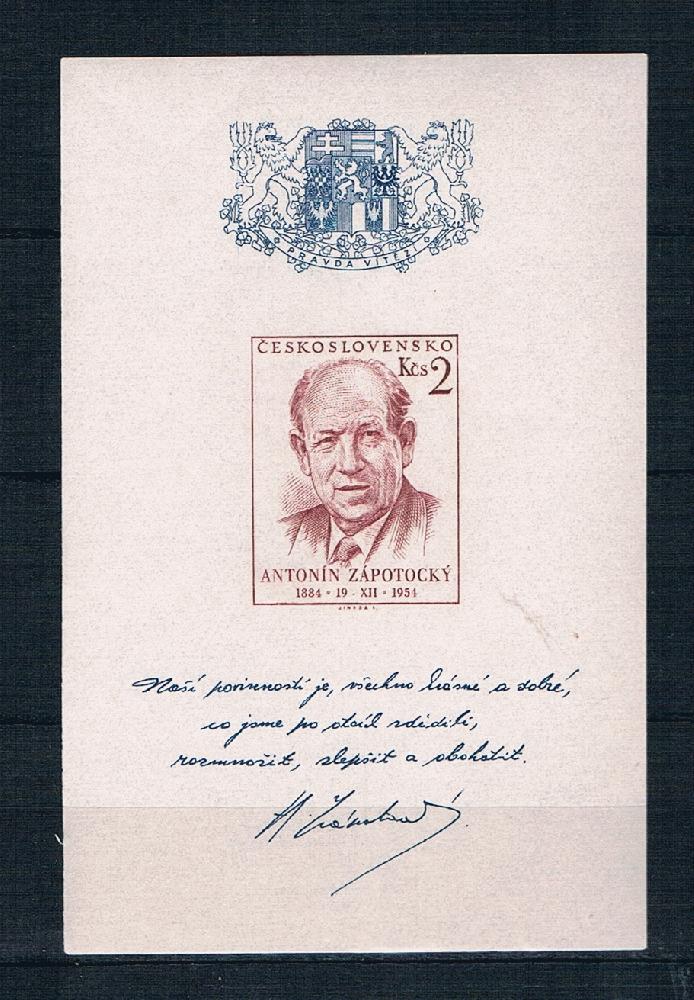 PRAVDA VÍTĚZÍ
ČESKOSLOVENSKO
Kčs 2
ANTONÍN ZÁPOTOCKÝ
1884 • 19 - XII • 1954
Naší povinností je, všechno krásné a dobré,
co jsme po otcích zdědili,
rozmnožit, zlepšit a obohatit.
A. Zápotocký